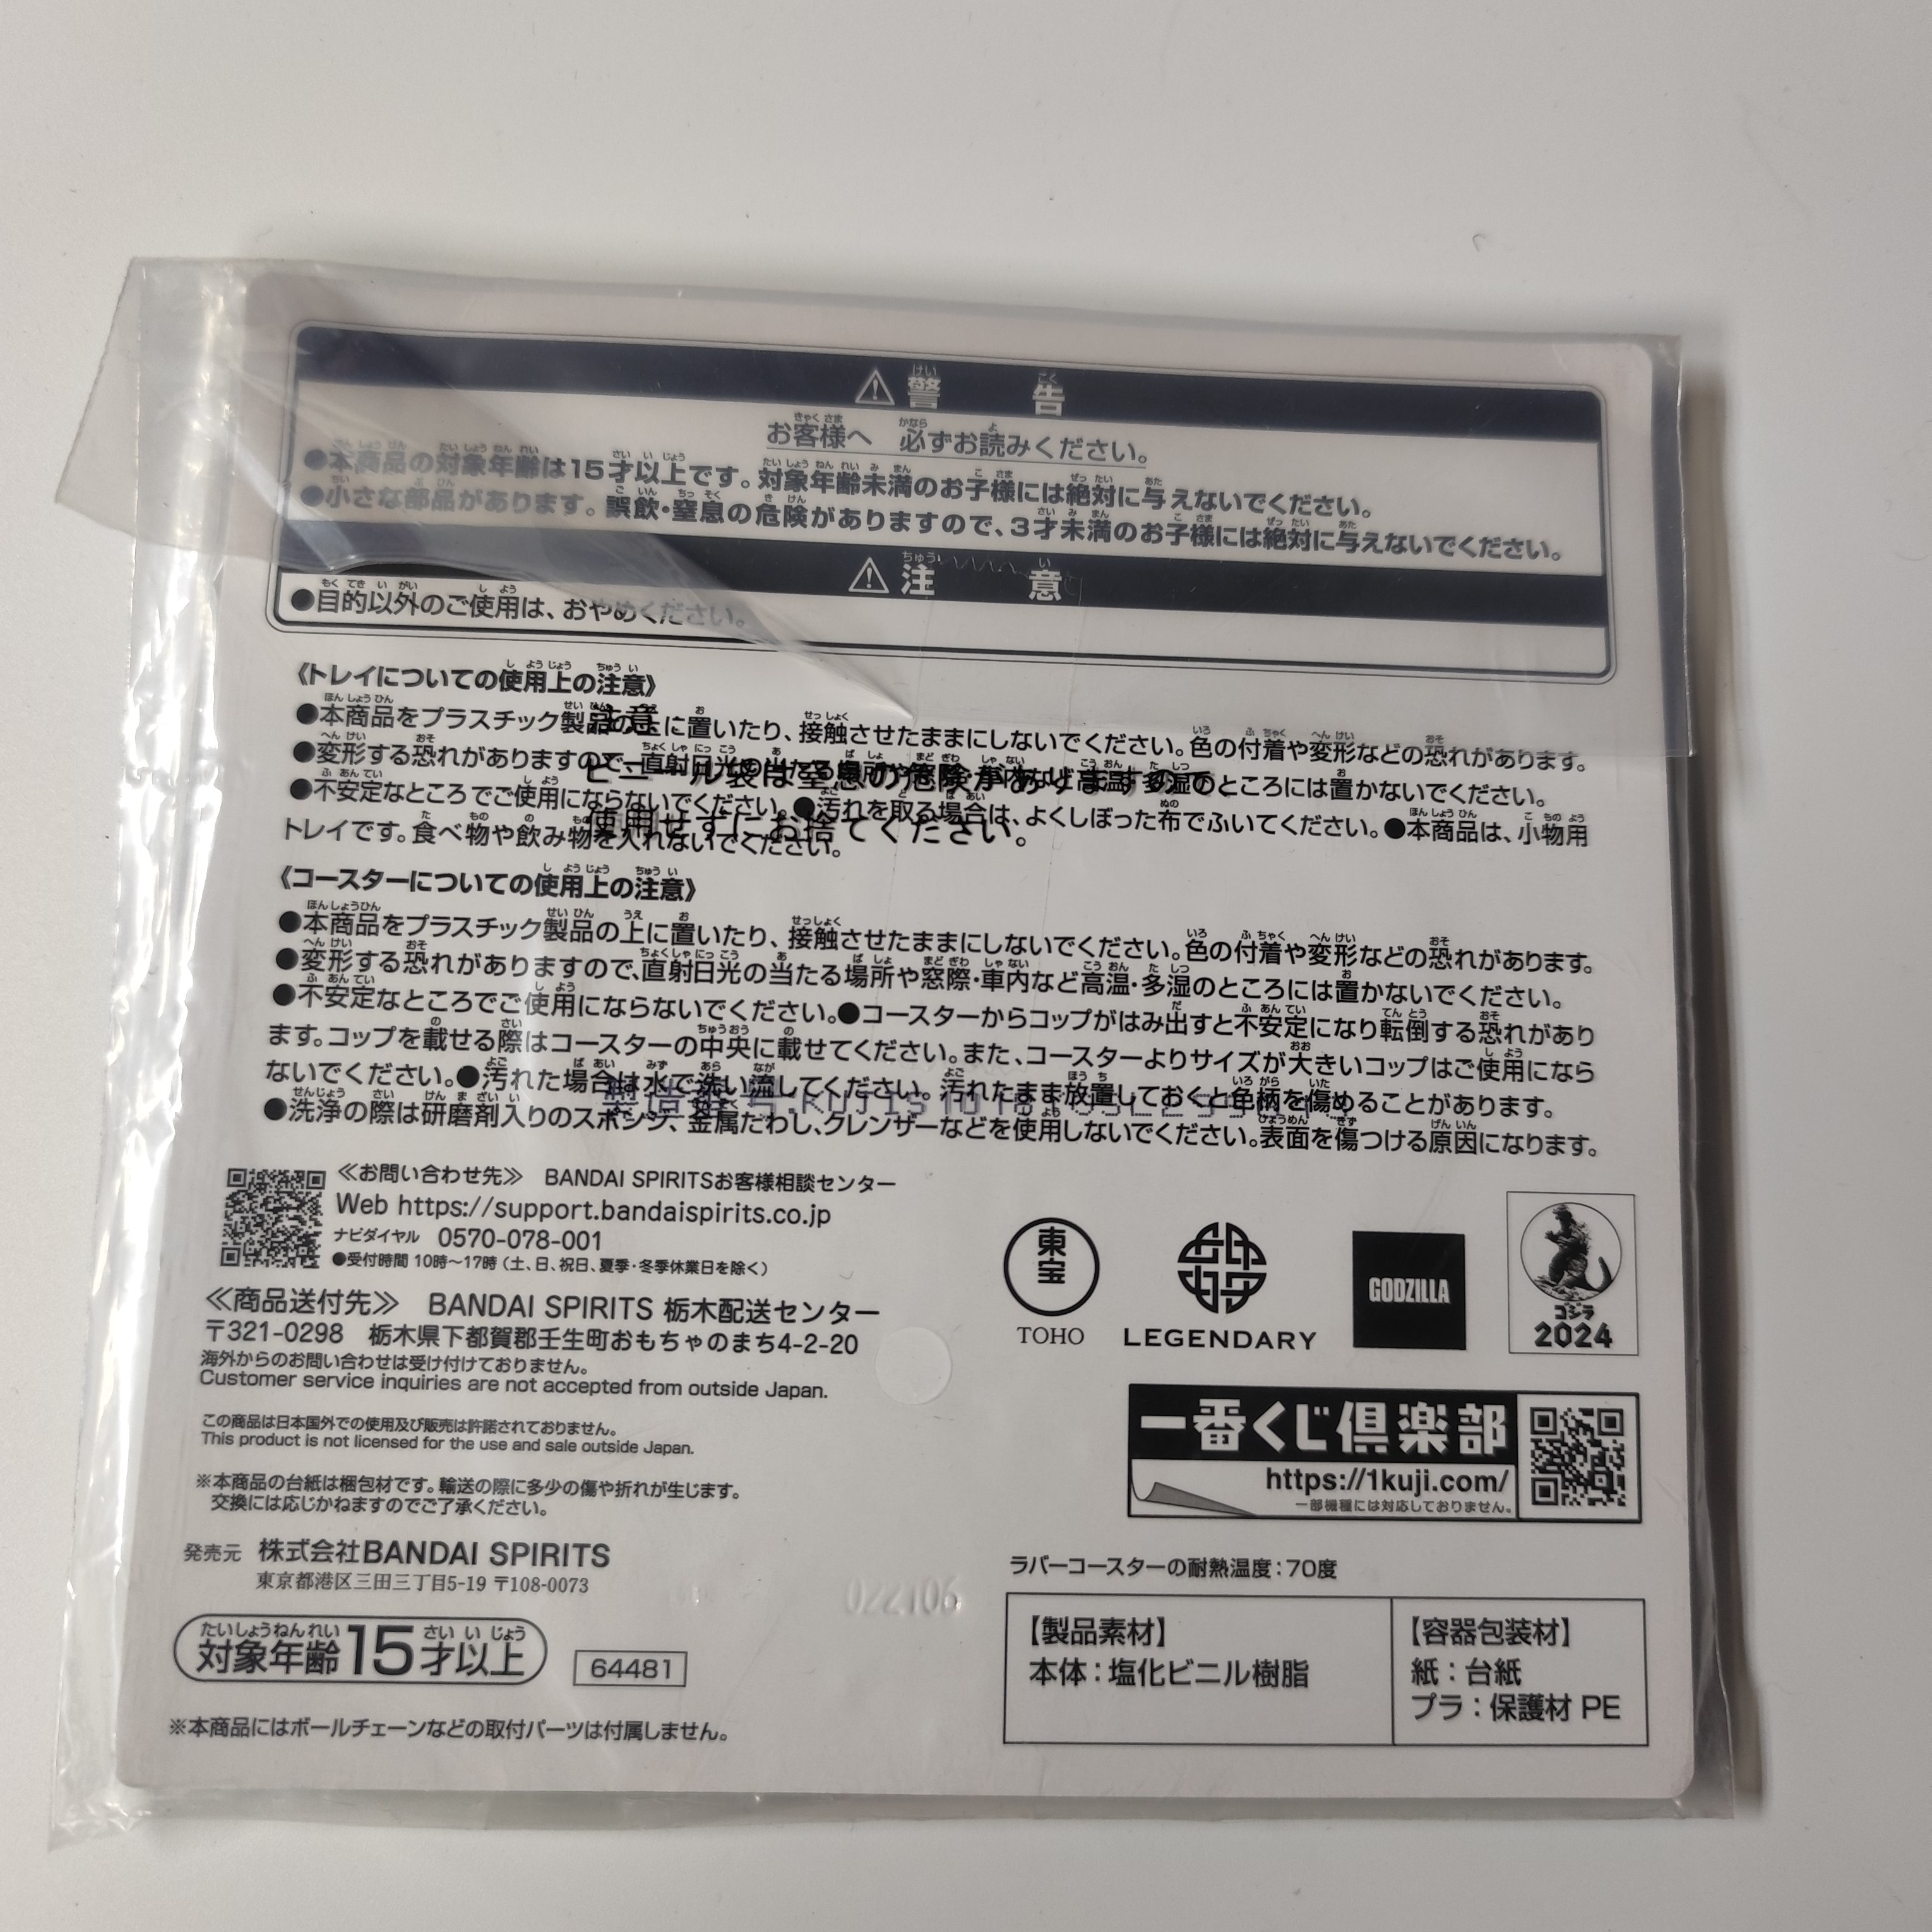 ⚠警告
お客様へ 必ずお読みください。
●本商品の対象年齢は15才以上です。対象年齢未満のお子様には絶対に与えないでください。
●小さな部品があります。誤飲・窒息の危険がありますので、3才未満のお子様には絶対に与えないでください。
⚠注意
●目的以外のご使用は、おやめください。
《トレイについての使用上の注意》
●本商品をプラスチック製品の上に置いたり、接触させたままにしないでください。色の付着や変形などの恐れがあります。
●変形する恐れがありますので、直射日光の当たる場所や窓際・車内など高温・多湿のところには置かないでください。
●不安定なところでご使用にならないでください。●汚れを取る場合は、よくしぼった布でふいてください。●本商品は、小物用
トレイです。食べ物や飲み物を入れないでください。
注意
ビニール袋は窒息の危険がありますので
使用せずにお捨てください。
《コースターについての使用上の注意》
●本商品をプラスチック製品の上に置いたり、接触させたままにしないでください。色の付着や変形などの恐れがあります。
●変形する恐れがありますので、直射日光の当たる場所や窓際・車内など高温・多湿のところには置かないでください。
●不安定なところでご使用にならないでください。●コースターからコップがはみ出すと不安定になり転倒する恐れがあり
ます。コップを載せる際はコースターの中央に載せてください。また、コースターよりサイズが大きいコップはご使用になら
ないでください。●汚れた場合は水で洗い流してください。汚れたまま放置しておくと色柄を傷めることがあります。
●洗浄の際は研磨剤入りのスポンジ、金属たわし、クレンザーなどを使用しないでください。表面を傷つける原因になります。
≪お問い合わせ先≫ BANDAI SPIRITSお客様相談センター
Web https://support.bandaispirits.co.jp
ナビダイヤル 0570-078-001
●受付時間 10時～17時(土、日、祝日、夏季・冬季休業日を除く)
≪商品送付先≫ BANDAI SPIRITS 栃木配送センター
〒321-0298 栃木県下都賀郡壬生町おもちゃのまち4-2-20
海外からのお問い合わせは受け付けておりません。
Customer service inquiries are not accepted from outside Japan.
この商品は日本国外での使用及び販売は許諾されておりません。
This product is not licensed for the use and sale outside Japan.
※本商品の台紙は梱包材です。輸送の際に多少の傷や折れが生じます。
交換には応じかねますのでご了承ください。
発売元 株式会社BANDAI SPIRITS
東京都港区三田三丁目5-19 〒108-0073
対象年齢15才以上
64481
※本商品にはボールチェーンなどの取付パーツは付属しません。
東宝
TOHO
LEGENDARY
GODZILLA
ゴジラ
2024
一番くじ倶楽部
https://1kuji.com/
一部機種には対応しておりません。
022106
ラバーコースターの耐熱温度:70度
【製品素材】
本体:塩化ビニル樹脂
【容器包装材】
紙:台紙
プラ:保護材 PE